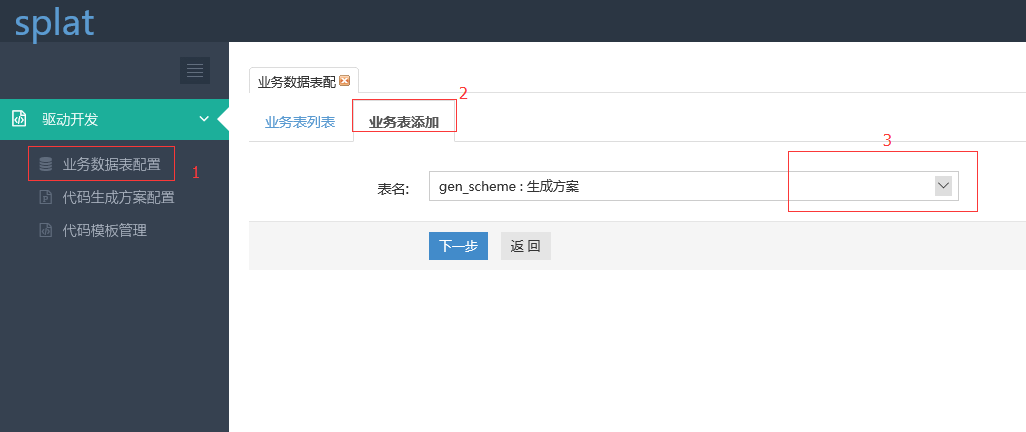 splat
驱动开发
业务数据表配置
1
代码生成方案配置
代码模板管理
业务数据表配
2
业务表列表
业务表添加
3
表名:
gen_scheme : 生成方案
下一步
返 回